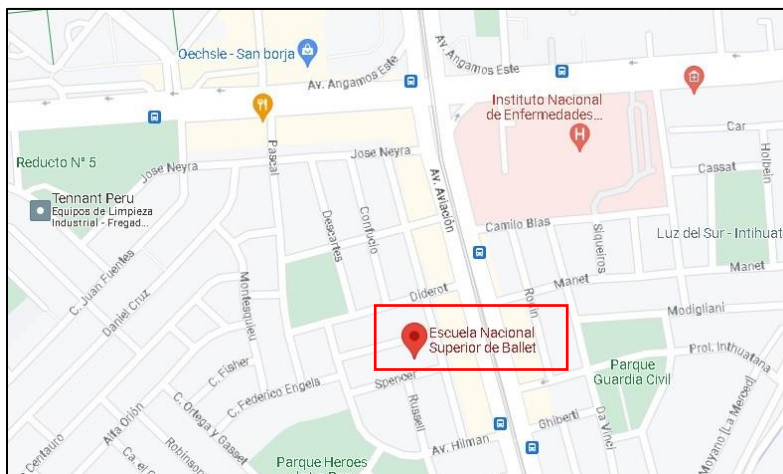 Oechsle - San borja
Av. Angamos Este
Av. Angamos Este
Instituto Nacional
de Enfermedades...
Car
Holbein
Cassat
Reducto N° 5
Jose Neyra
Jose Neyra
Pascal
Av. Aviación
Tennant Peru
Equipos de Limpieza
Industrial - Fregad...
Descartes
Confucio
Camilo Blas
Siqueiros
Luz del Sur - Intihuat
C. Juan Fuentes
Daniel Cruz
Montesquieu
Diderot
Manet
Manet
Rodin
Modigliani
Escuela Nacional
Superior de Ballet
Prol. Inthuatana
Parque
Guardia Civil
C. Fisher
C. Federico Engels
Spencer
Russell
Alfa Orión
C. Ortega y Gasset
Robinson
Centauro
Ca. el C
Parque Heroes
Av. Hilman
Ghiberti
Da Vinci
Moyano [La Merced]
H